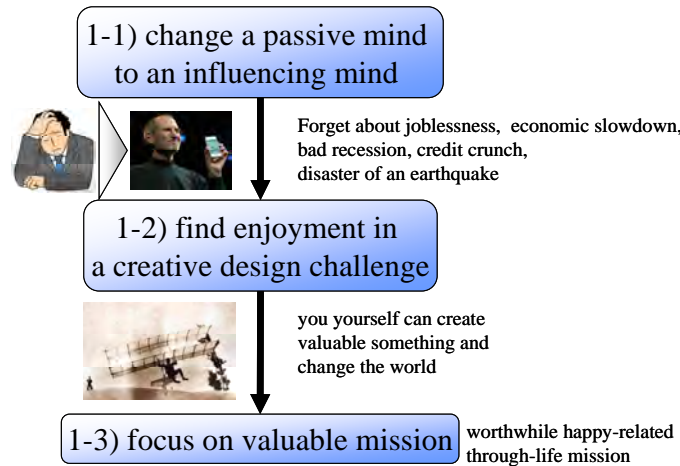 1-1) change a passive mind
to an influencing mind
Forget about joblessness, economic slowdown,
bad recession, credit crunch,
disaster of an earthquake
1-2) find enjoyment in
a creative design challenge
you yourself can create
valuable something and
change the world
1-3) focus on valuable mission
worthwhile happy-related
through-life mission